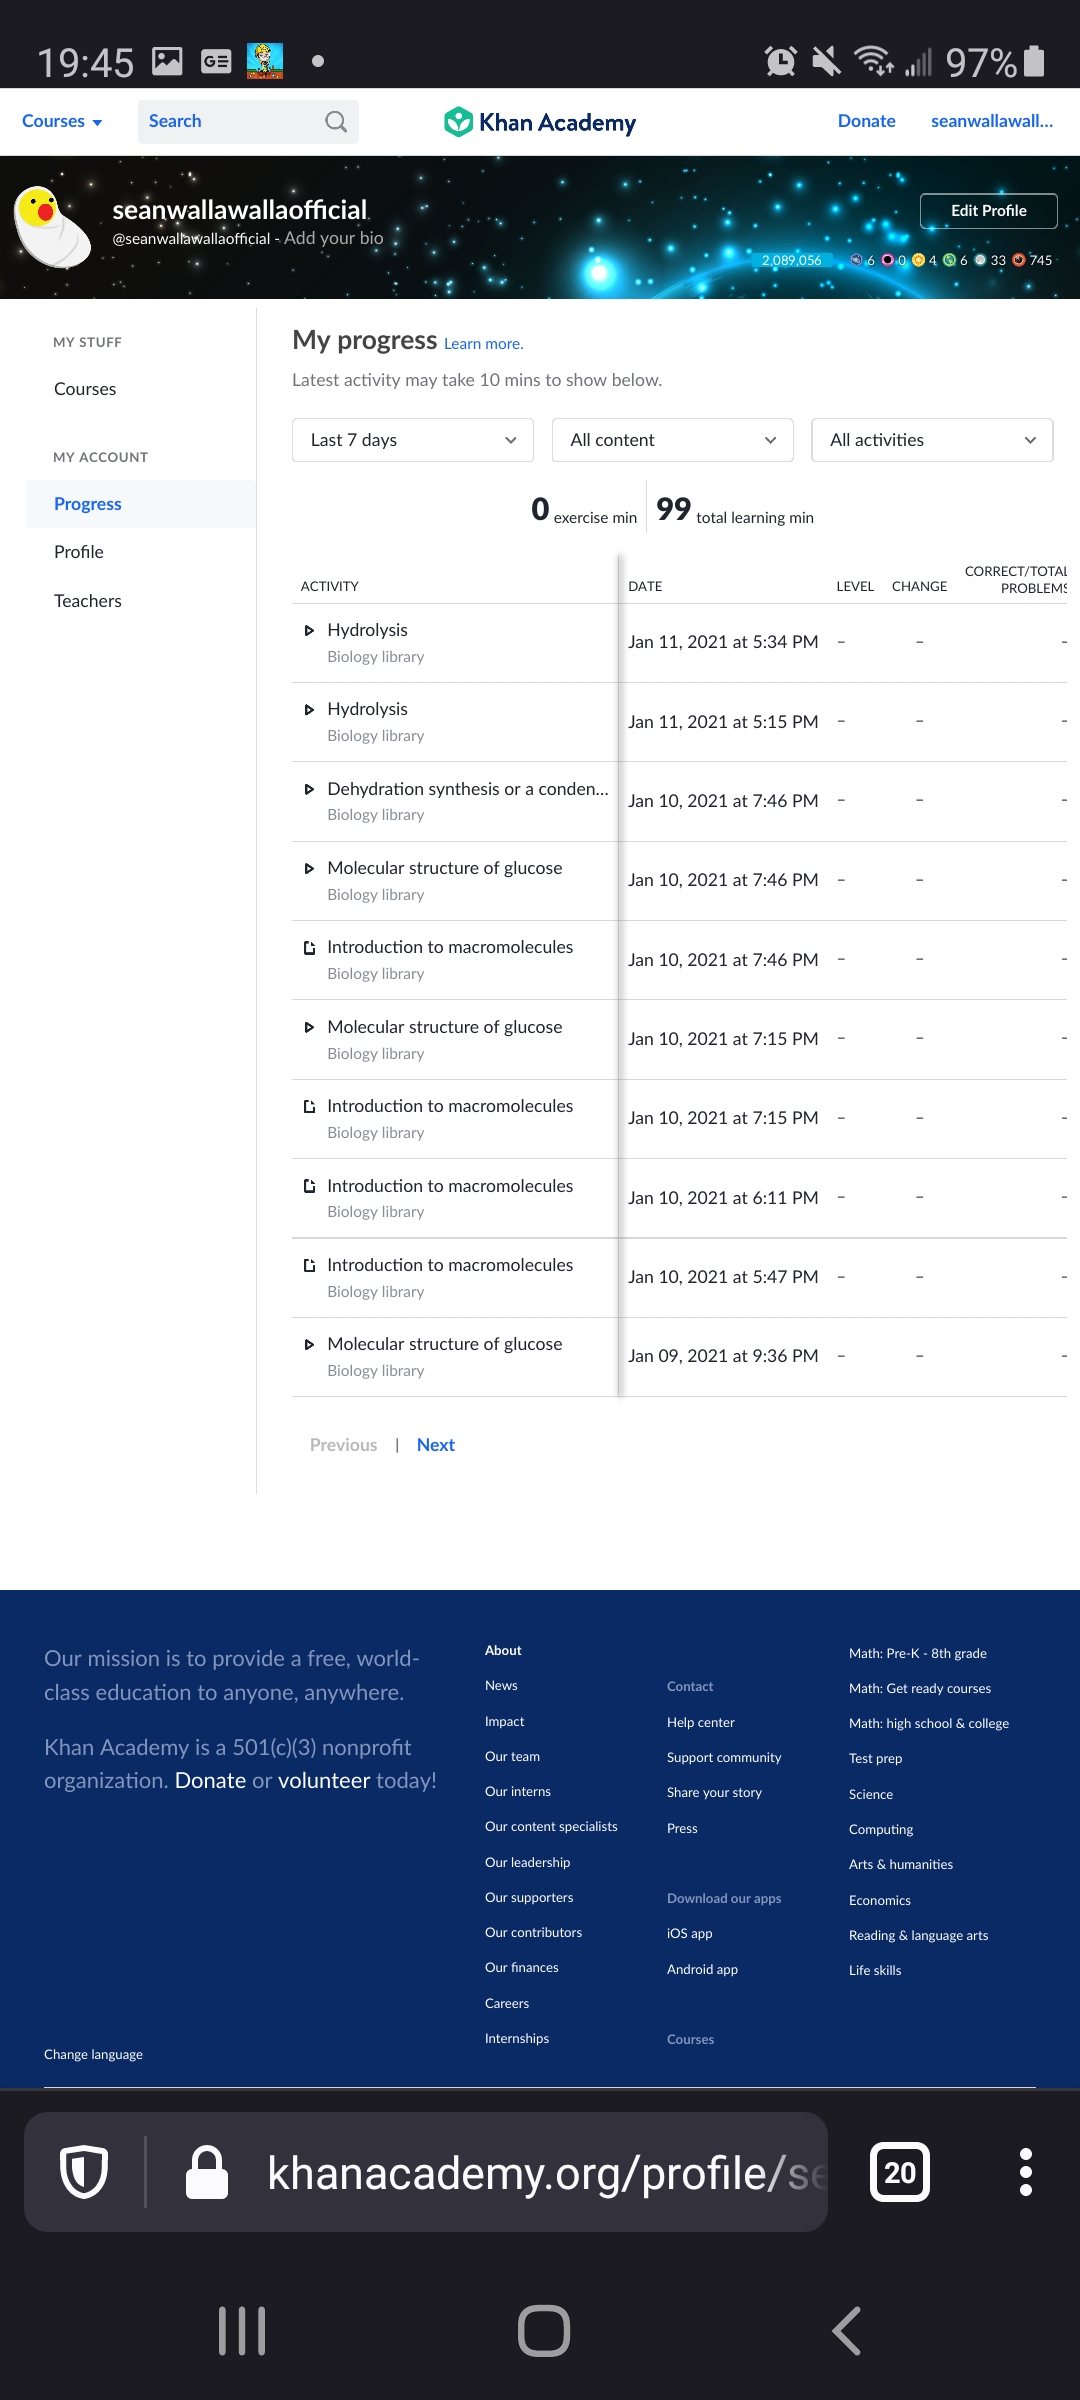 19:45 GE 97%
Courses Search Khan Academy Donate seanwallawall...
seanwallawallaofficial
@seanwallawallaofficial - Add your bio
Edit Profile
2,089,056 6 0 4 6 33 745
MY STUFF
Courses
MY ACCOUNT
Progress
Profile
Teachers
My progress Learn more.
Latest activity may take 10 mins to show below.
Last 7 days All content All activities
0 exercise min 99 total learning min
ACTIVITY DATE LEVEL CHANGE CORRECT/TOTAL PROBLEMS
Hydrolysis
Biology library
Jan 11, 2021 at 5:34 PM – – –
Hydrolysis
Biology library
Jan 11, 2021 at 5:15 PM – – –
Dehydration synthesis or a conden...
Biology library
Jan 10, 2021 at 7:46 PM – – –
Molecular structure of glucose
Biology library
Jan 10, 2021 at 7:46 PM – – –
Introduction to macromolecules
Biology library
Jan 10, 2021 at 7:46 PM – – –
Molecular structure of glucose
Biology library
Jan 10, 2021 at 7:15 PM – – –
Introduction to macromolecules
Biology library
Jan 10, 2021 at 7:15 PM – – –
Introduction to macromolecules
Biology library
Jan 10, 2021 at 6:11 PM – – –
Introduction to macromolecules
Biology library
Jan 10, 2021 at 5:47 PM – – –
Molecular structure of glucose
Biology library
Jan 09, 2021 at 9:36 PM – – –
Previous | Next
Our mission is to provide a free, world-
class education to anyone, anywhere.
Khan Academy is a 501(c)(3) nonprofit
organization. Donate or volunteer today!
Change language
About
News
Impact
Our team
Our interns
Our content specialists
Our leadership
Our supporters
Our contributors
Our finances
Careers
Internships
Contact
Help center
Support community
Share your story
Press
Download our apps
iOS app
Android app
Courses
Math: Pre-K - 8th grade
Math: Get ready courses
Math: high school & college
Test prep
Science
Computing
Arts & humanities
Economics
Reading & language arts
Life skills
khanacademy.org/profile/se 20